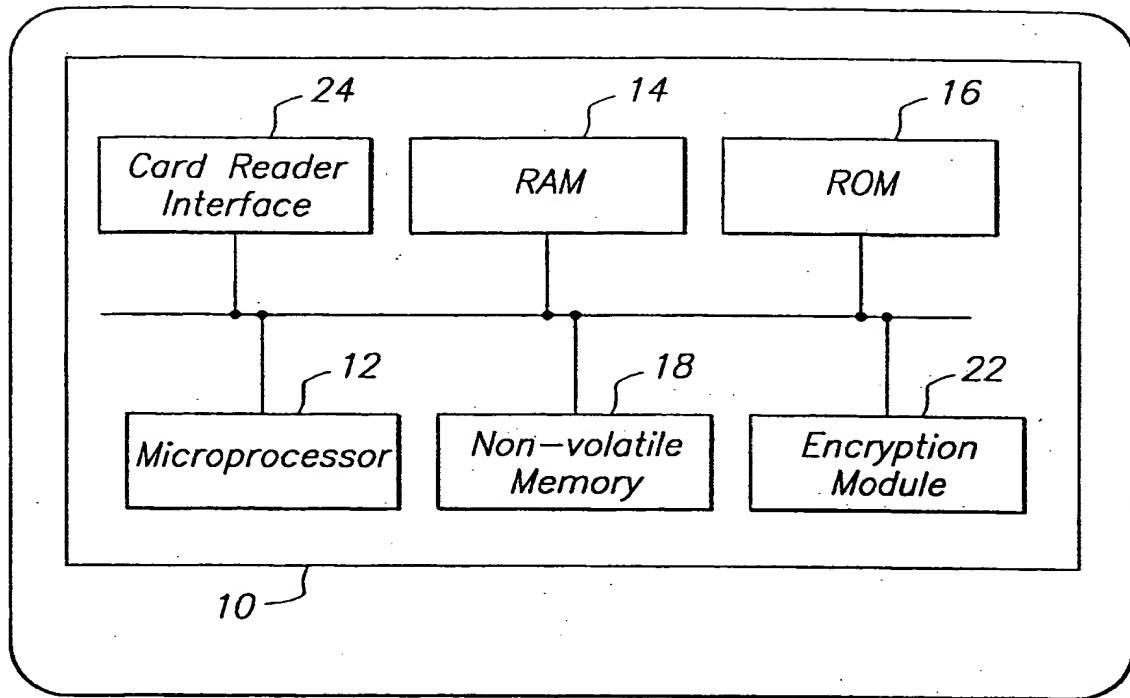 24
14
16
Card Reader
Interface
RAM
ROM
12
18
22
Microprocessor
Non-volatile
Memory
Encryption
Module
10